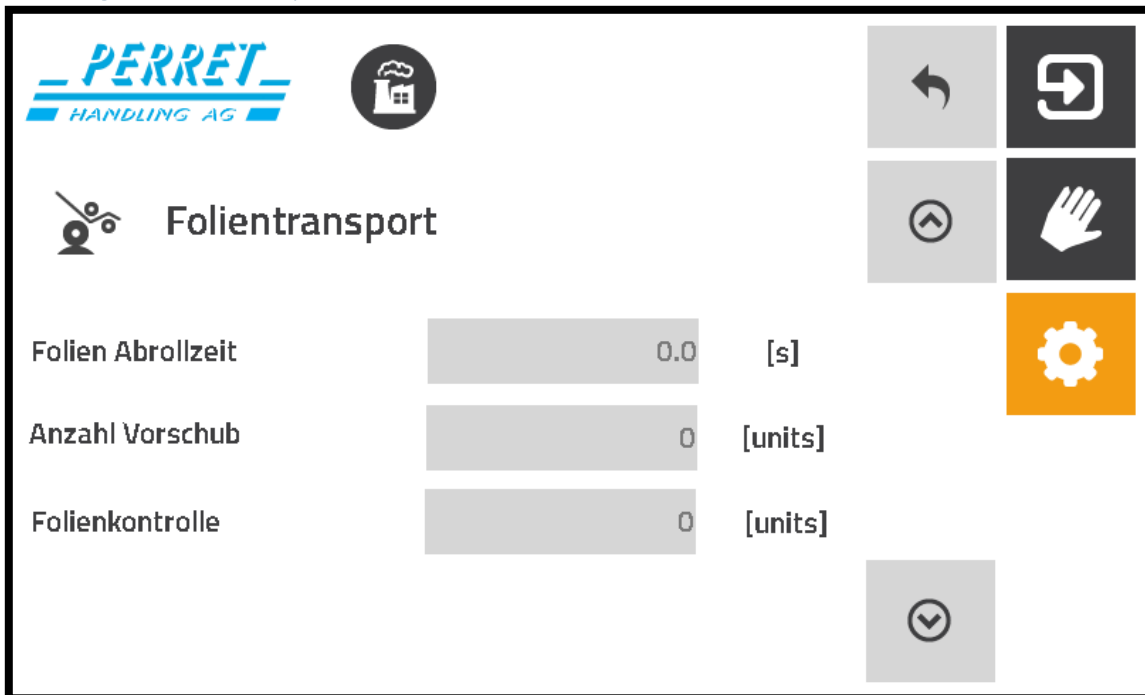 PERRET
HANDLING AG
Folientransport
Folien Abrollzeit 0.0 [s]
Anzahl Vorschub 0 [units]
Folienkontrolle 0 [units]